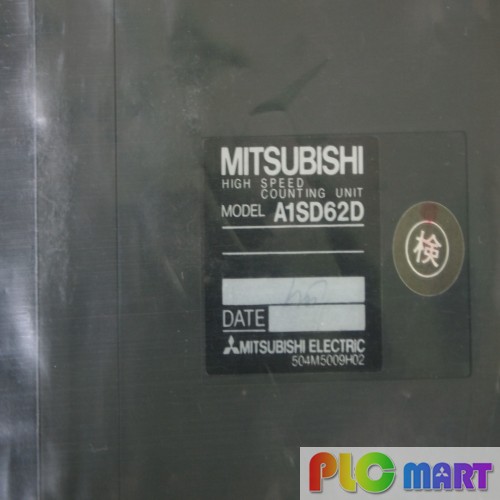 MITSUBISHI
HIGH SPEED
COUNTING UNIT
MODEL A1SD62D
検
DATE
MITSUBISHI ELECTRIC
504M5009H02
PLC MART